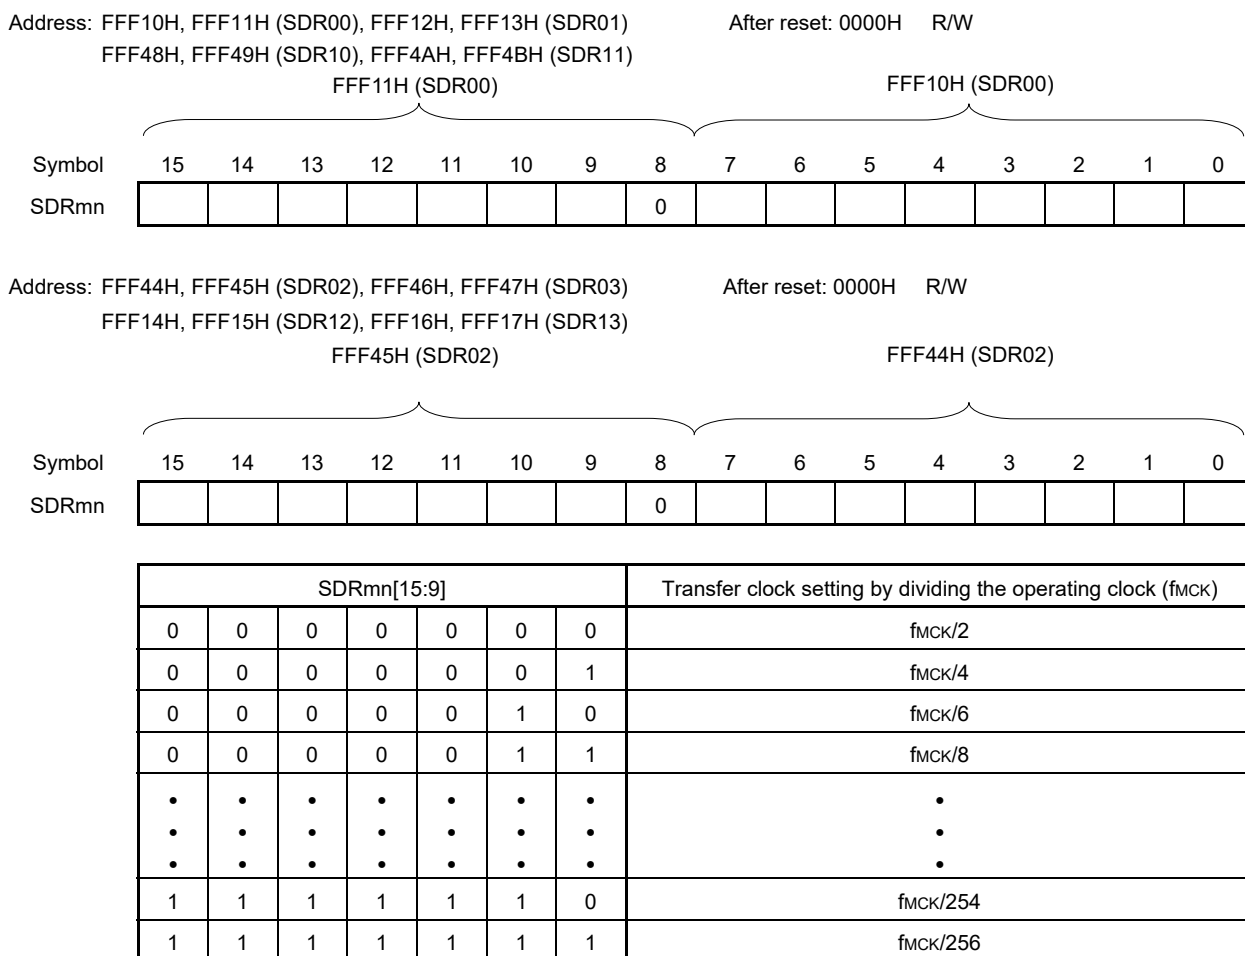 Address: FFF10H, FFF11H (SDR00), FFF12H, FFF13H (SDR01) After reset: 0000H R/W
FFF48H, FFF49H (SDR10), FFF4AH, FFF4BH (SDR11)
FFF11H (SDR00) FFF10H (SDR00)
Symbol 15 14 13 12 11 10 9 8 7 6 5 4 3 2 1 0
SDRmn 0
Address: FFF44H, FFF45H (SDR02), FFF46H, FFF47H (SDR03) After reset: 0000H R/W
FFF14H, FFF15H (SDR12), FFF16H, FFF17H (SDR13)
FFF45H (SDR02) FFF44H (SDR02)
Symbol 15 14 13 12 11 10 9 8 7 6 5 4 3 2 1 0
SDRmn 0
SDRmn[15:9] Transfer clock setting by dividing the operating clock (fMCK)
0 0 0 0 0 0 0 fMCK/2
0 0 0 0 0 0 1 fMCK/4
0 0 0 0 0 1 0 fMCK/6
0 0 0 0 0 1 1 fMCK/8
• • • • • • • •
• • • • • • • •
• • • • • • • •
1 1 1 1 1 1 0 fMCK/254
1 1 1 1 1 1 1 fMCK/256